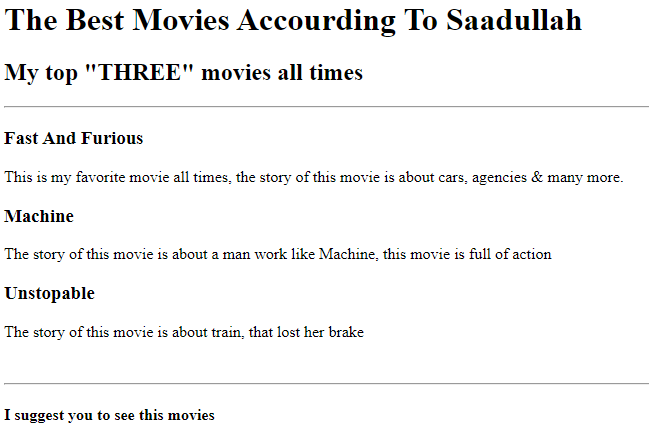 The Best Movies Accourding To Saadullah
My top "THREE" movies all times
Fast And Furious
This is my favorite movie all times, the story of this movie is about cars, agencies & many more.
Machine
The story of this movie is about a man work like Machine, this movie is full of action
Unstopable
The story of this movie is about train, that lost her brake
I suggest you to see this movies